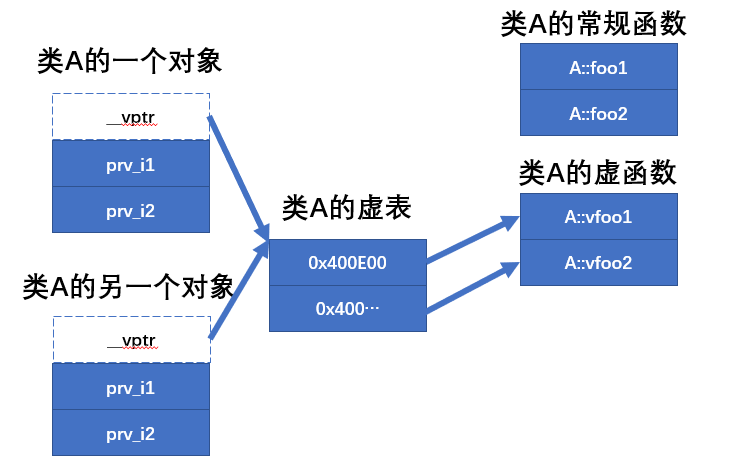 类A的一个对象
__vptr
prv_i1
prv_i2
类A的另一个对象
__vptr
prv_i1
prv_i2
类A的虚表
0x400E00
0x400…
类A的常规函数
A::foo1
A::foo2
类A的虚函数
A::vfoo1
A::vfoo2